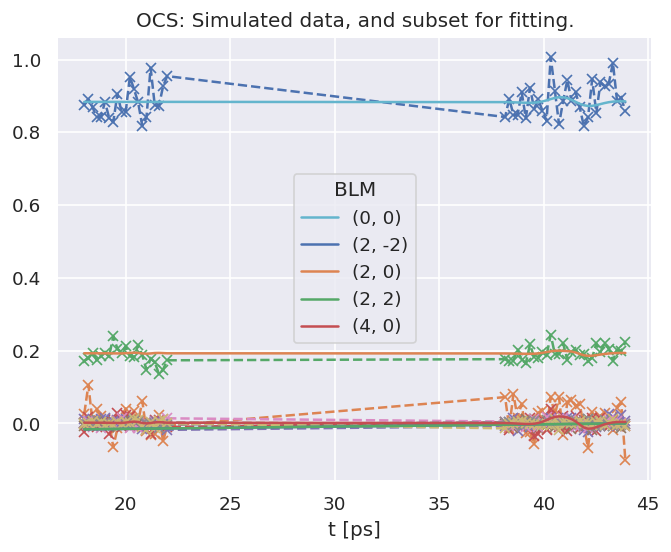 OCS: Simulated data, and subset for fitting.
1.0
0.8
0.6
0.4
0.2
0.0
BLM
(0, 0)
(2, -2)
(2, 0)
(2, 2)
(4, 0)
20 25 30 35 40 45
t [ps]